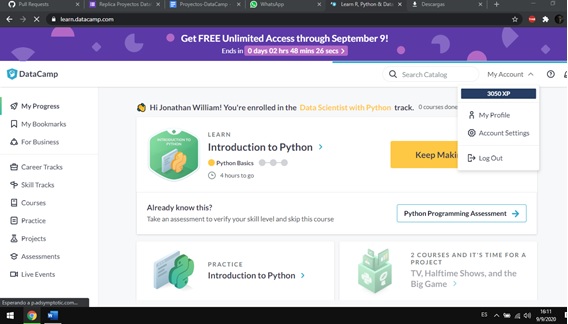 Pull Requests
Replica Proyectos Data
Proyectos-DataCamp
WhatsApp
Learn R, Python & Data
Descargas
learn.datacamp.com
Get FREE Unlimited Access through September 9!
Ends in 0 days 02 hrs 48 mins 26 secs >
DataCamp
Search Catalog
My Account
3050 XP
My Profile
Account Settings
Log Out
My Progress
My Bookmarks
For Business
Career Tracks
Skill Tracks
Courses
Practice
Projects
Assessments
Live Events
Hi Jonathan William! You're enrolled in the Data Scientist with Python track.
0 courses done
INTRODUCTION TO
PYTHON
LEARN
Introduction to Python
Python Basics
4 hours to go
Keep Maki
Already know this?
Take an assessment to verify your skill level and skip this course
Python Programming Assessment
PRACTICE
Introduction to Python
2 COURSES AND IT'S TIME FOR A
PROJECT
TV, Halftime Shows, and the
Big Game
Esperando a p.adsymptotic.com...
ES
16:11
9/9/2020